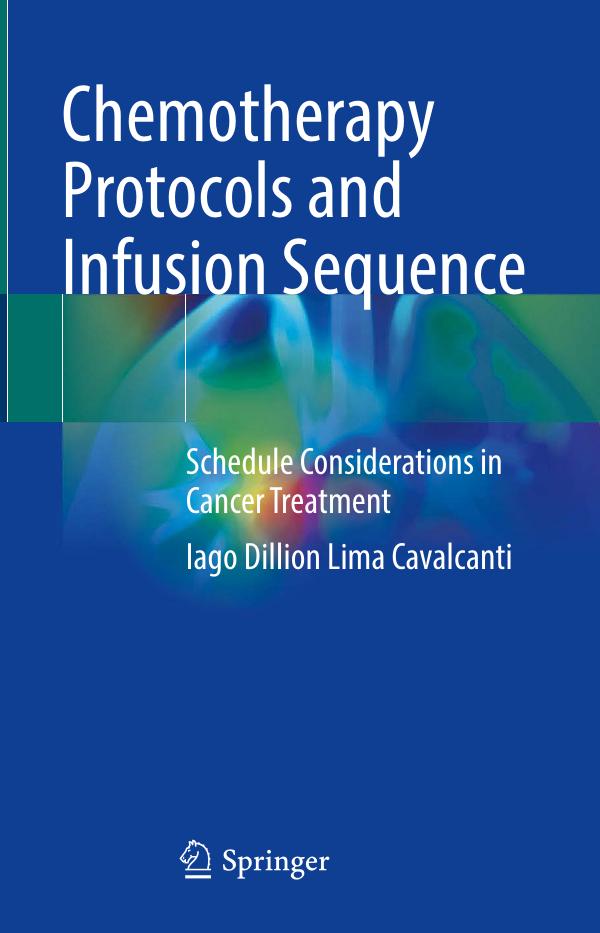 Chemotherapy
Protocols and
Infusion Sequence
Schedule Considerations in
Cancer Treatment
Iago Dillion Lima Cavalcanti
Springer